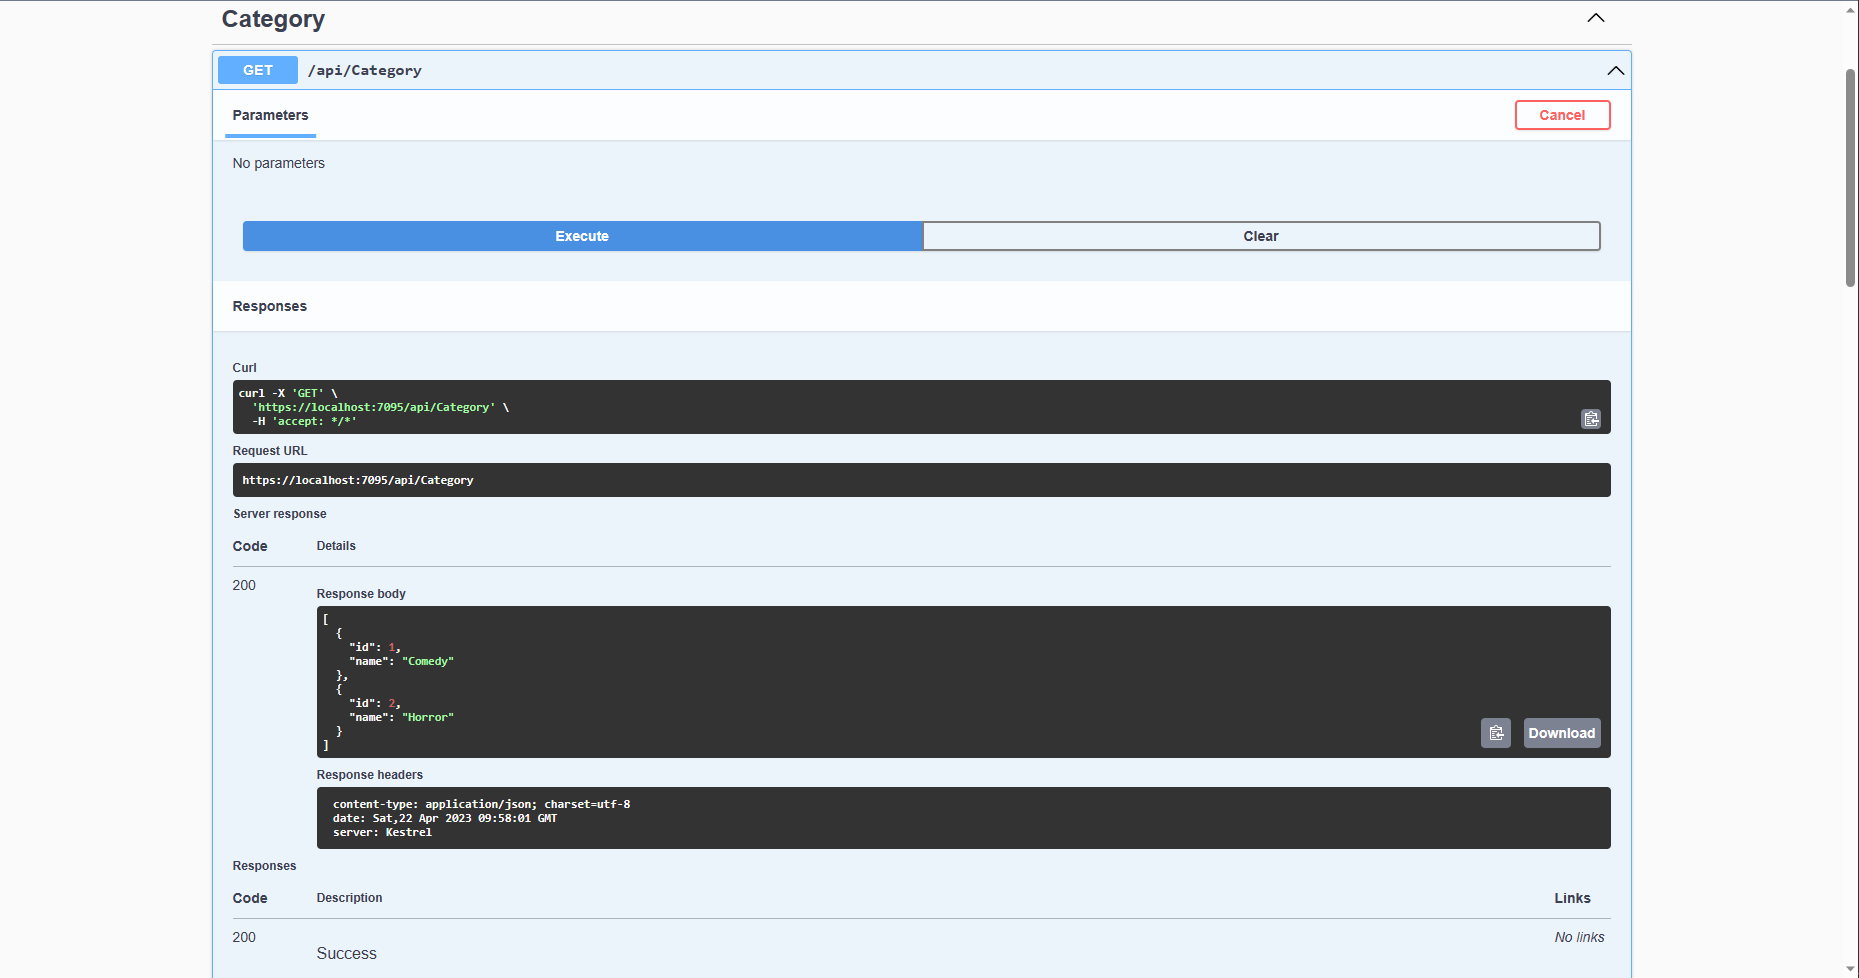 Category
GET /api/Category
Parameters
Cancel
No parameters
Execute
Clear
Responses
Curl
curl -X 'GET' \
  'https://localhost:7095/api/Category' \
  -H 'accept: */*'
Request URL
https://localhost:7095/api/Category
Server response
Code Details
200
Response body
[
  {
    "id": 1,
    "name": "Comedy"
  },
  {
    "id": 2,
    "name": "Horror"
  }
]
Download
Response headers
content-type: application/json; charset=utf-8
date: Sat,22 Apr 2023 09:58:01 GMT
server: Kestrel
Responses
Code Description Links
200 Success No links